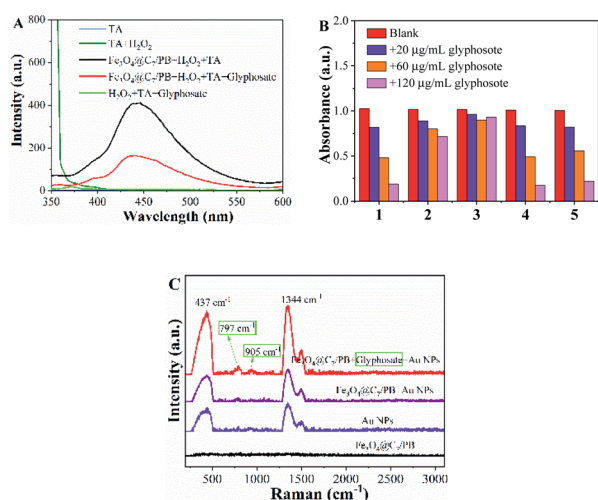 A
Intensity (a.u.)
800
600
400
200
0
TA
TA+H₂O₂
Fe₃O₄@C₇/PB−H₂O₂+TA
Fe₃O₄@C₇/PB−H₂O₂+TA−Glyphosate
H₂O₂+TA−Glyphosate
350 400 450 500 550 600
Wavelength (nm)
B
Absorbance (a.u.)
2.0
1.5
1.0
0.5
0.0
Blank
+20 μg/mL glyphosote
+60 μg/mL glyphosote
+120 μg/mL glyphosote
1 2 3 4 5
C
Intensity (a.u.)
437 cm⁻¹
1344 cm⁻¹
797 cm⁻¹
905 cm⁻¹
Fe₃O₄@C₇/PB+Glyphosate−Au NPs
Fe₃O₄@C₇/PB−Au NPs
Au NPs
Fe₃O₄@C₇/PB
500 1000 1500 2000 2500 3000
Raman (cm⁻¹)